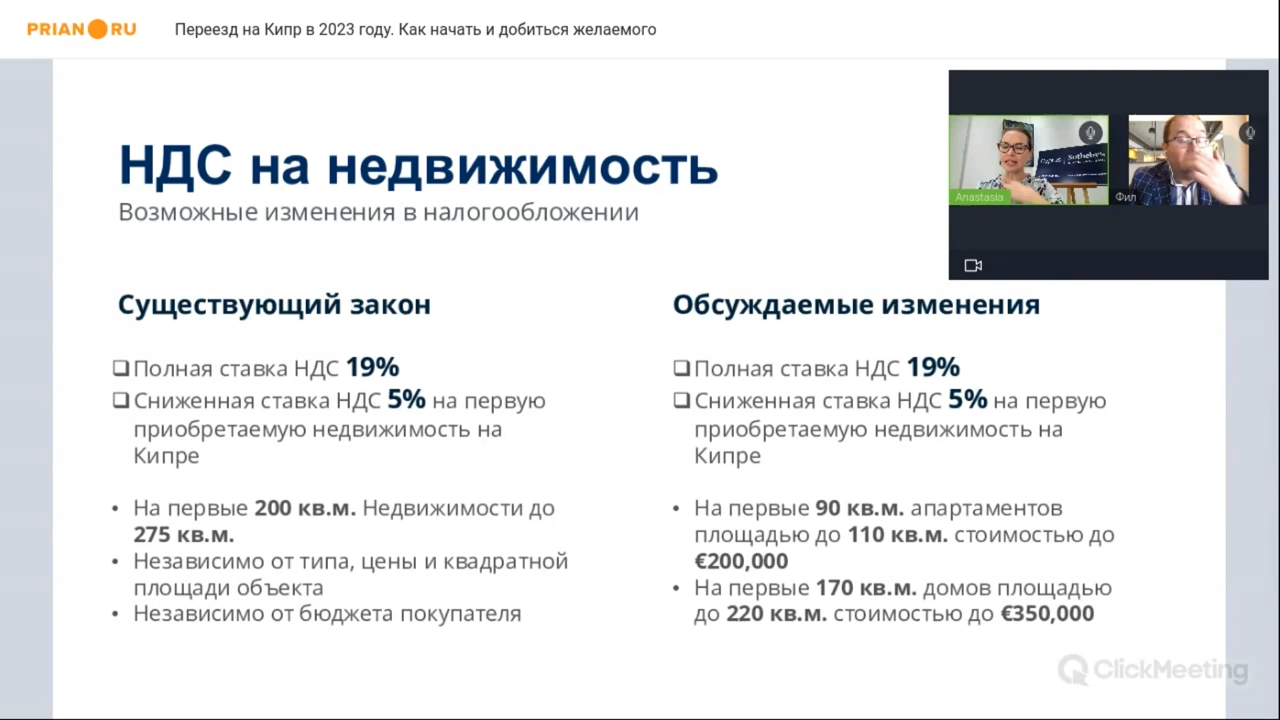 PRIAN RU
Переезд на Кипр в 2023 году. Как начать и добиться желаемого
НДС на недвижимость
Возможные изменения в налогообложении
Sotheby's
Anastasia
Фил
Существующий закон
Полная ставка НДС 19%
Сниженная ставка НДС 5% на первую
приобретаемую недвижимость на
Кипре
На первые 200 кв.м. Недвижимости до
275 кв.м.
Независимо от типа, цены и квадратной
площади объекта
Независимо от бюджета покупателя
Обсуждаемые изменения
Полная ставка НДС 19%
Сниженная ставка НДС 5% на первую
приобретаемую недвижимость на
Кипре
На первые 90 кв.м. апартаментов
площадью до 110 кв.м. стоимостью до
€200,000
На первые 170 кв.м. домов площадью
до 220 кв.м. стоимостью до €350,000
ClickMeeting